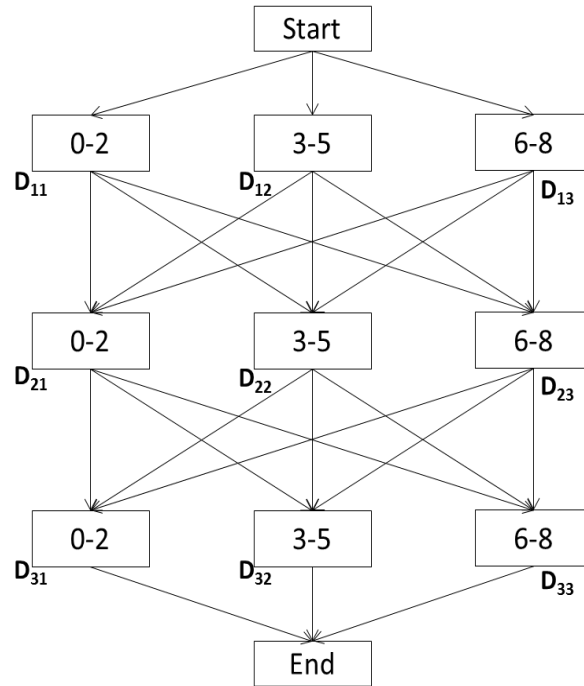 Start
0-2 3-5 6-8
D₁₁ D₁₂ D₁₃
0-2 3-5 6-8
D₂₁ D₂₂ D₂₃
0-2 3-5 6-8
D₃₁ D₃₂ D₃₃
End